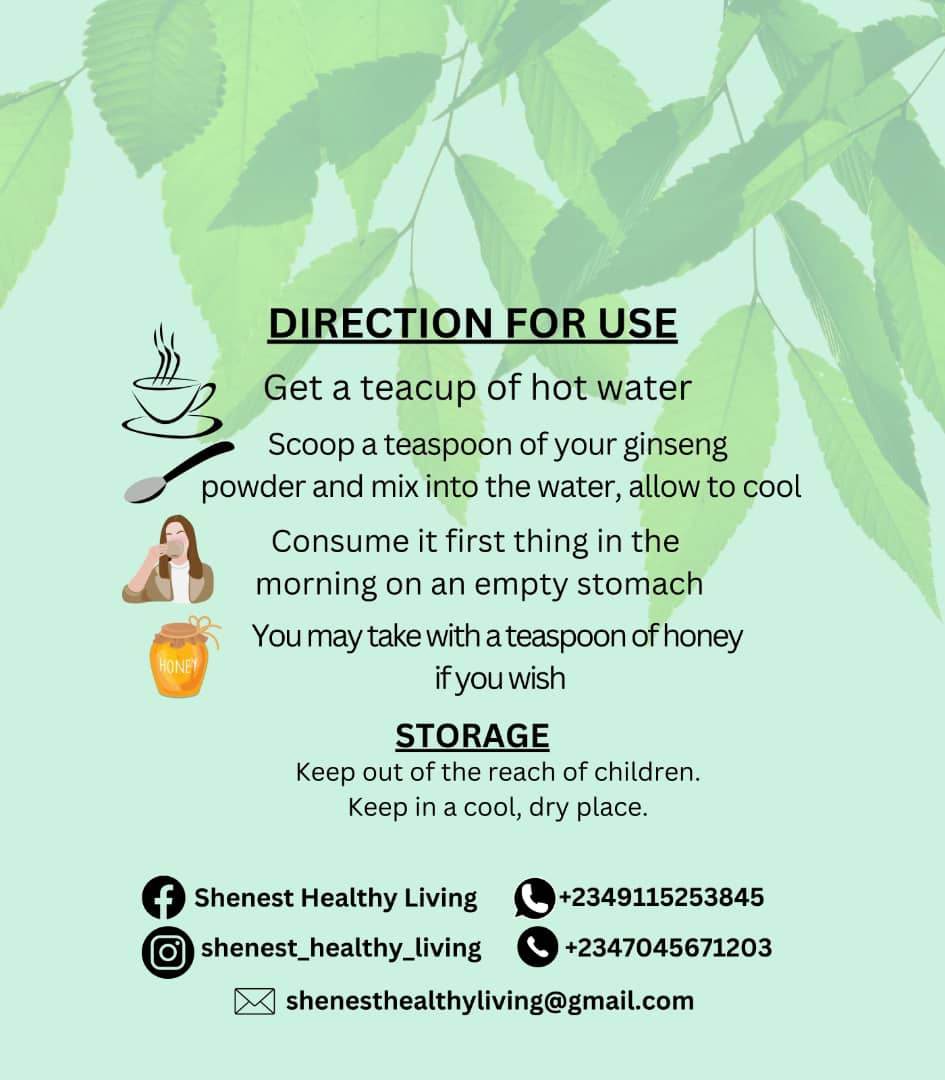 DIRECTION FOR USE
Get a teacup of hot water
Scoop a teaspoon of your ginseng
powder and mix into the water, allow to cool
Consume it first thing in the
morning on an empty stomach
HONEY
You may take with a teaspoon of honey
if you wish
STORAGE
Keep out of the reach of children.
Keep in a cool, dry place.
Shenest Healthy Living
+2349115253845
shenest_healthy_living
+2347045671203
shenesthealthyliving@gmail.com